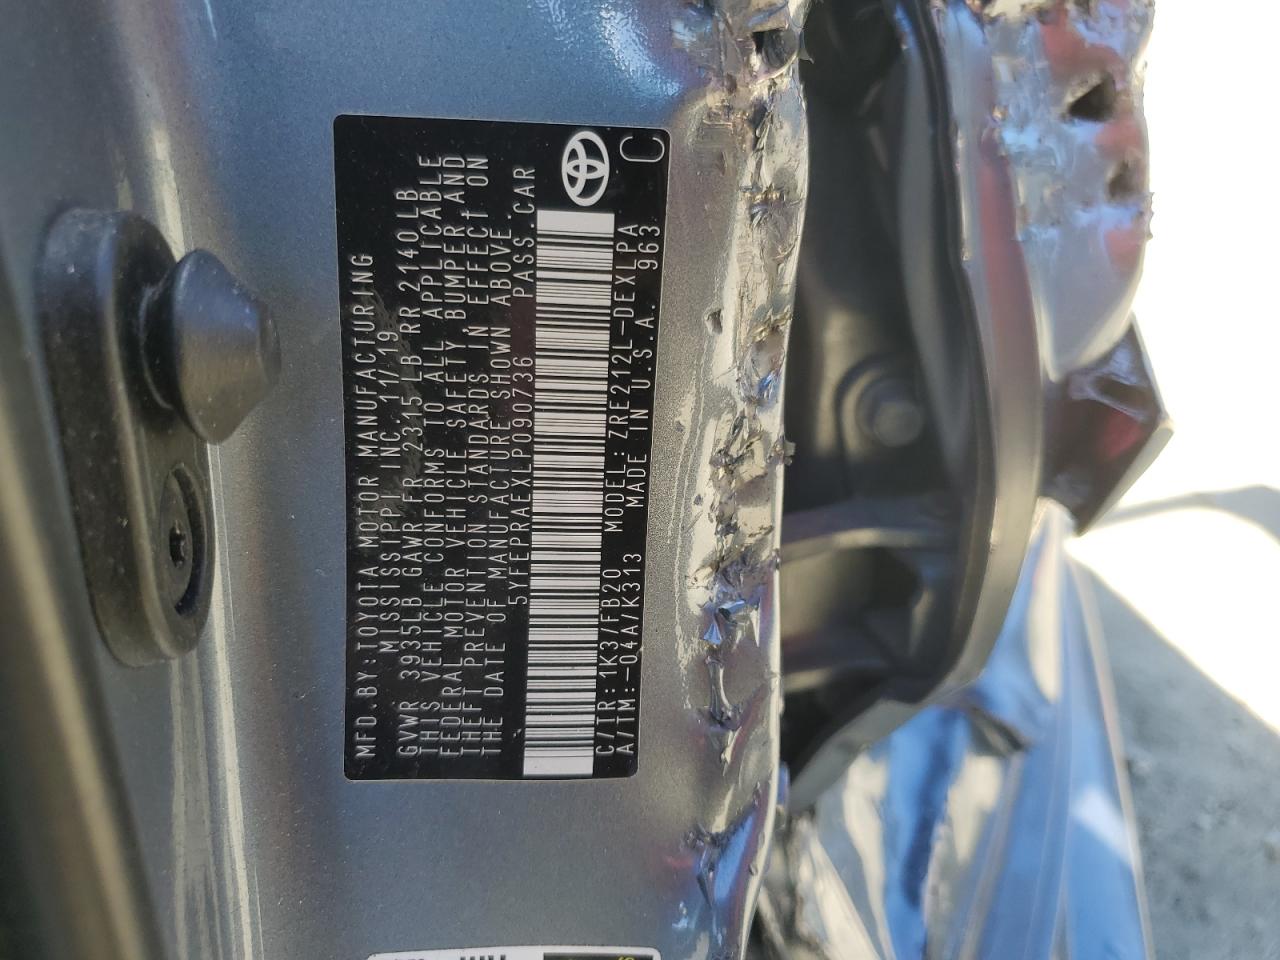 MFD.BY:TOYOTA MOTOR MANUFACTURING
MISSISSIPPI INC. 11/19
GVWR 3935LB GAWR FR 2315LB RR 2140LB
THIS VEHICLE CONFORMS TO ALL APPLICABLE
FEDERAL MOTOR VEHICLE SAFETY,BUMPER,AND
THEFT PREVENTION STANDARDS IN EFFECT ON
THE DATE OF MANUFACTURE SHOWN ABOVE.
5YFEPRAEXLP090736 PASS.CAR
C/TR:1K3/FB20 MODEL:ZRE212L-DEXLPA
A/TM:-04A/K313 MADE IN U.S.A. 963
C